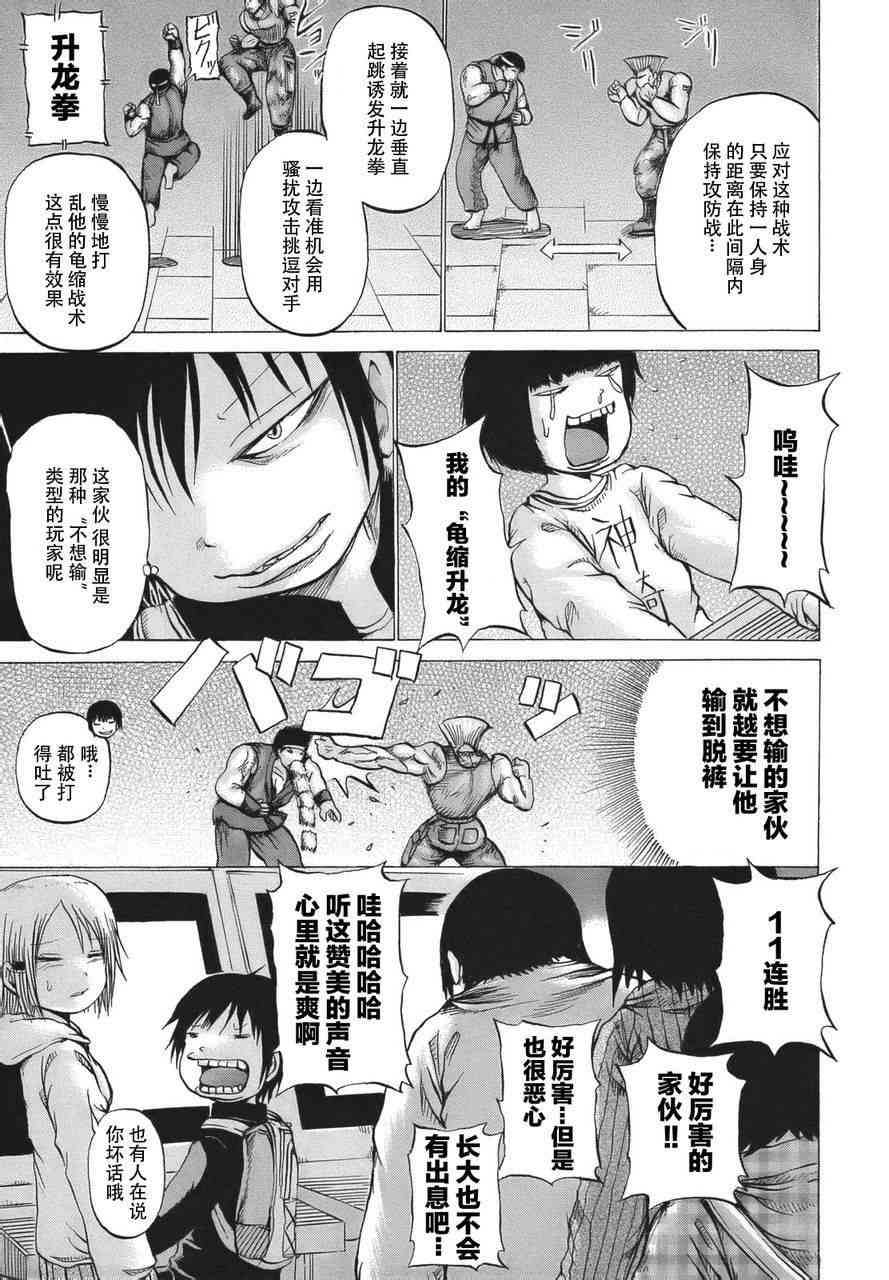 应对这种战术
只要保持一人身
的距离在此间隔内
保持攻防战…
接着就一边垂直
起跳诱发升龙拳
一边看准机会用
骚扰攻击挑逗对手
ビクッ
升龙拳
慢慢地打
乱他的龟缩战术
这点很有效果
呜哇~~~~~
神
我的“龟缩升龙”
这家伙很明显是
那种“不想输”
类型的玩家呢
不想输的家伙
就越要让他
输到脱裤
バゴッ
哦…
都被打
得吐了
11连胜
好厉害的
家伙!!
好厉害…但是
也很恶心
长大也不会
有出息吧…
哇哈哈哈哈
听这赞美的声音
心里就是爽啊
也有人在说
你坏话哦